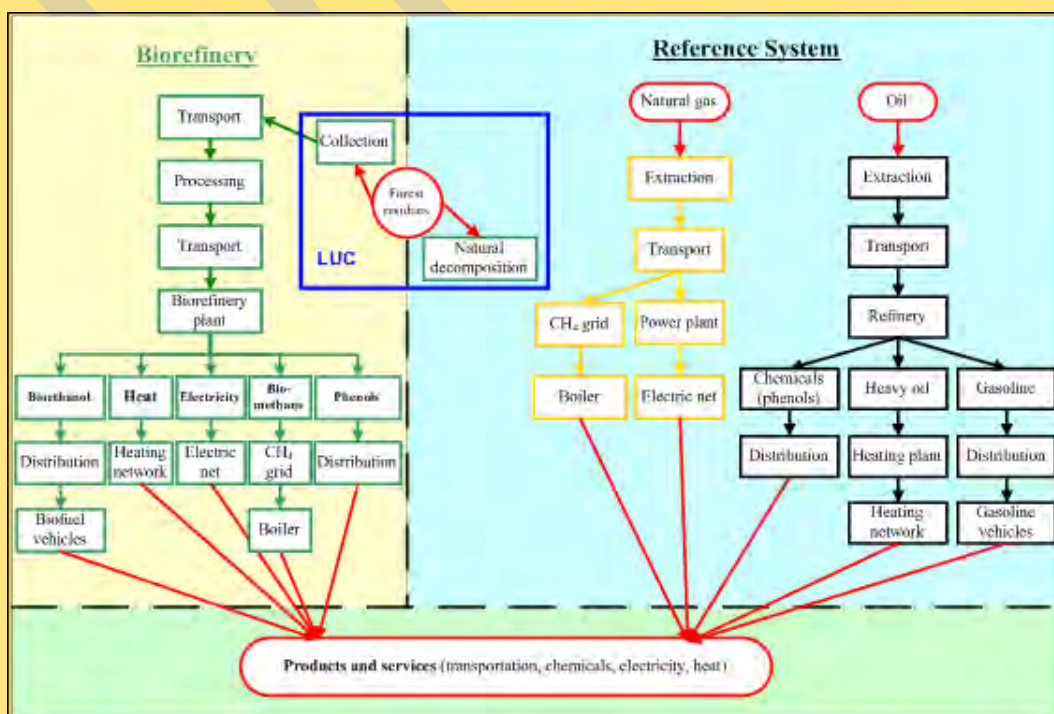 Biorefinery
Transport
Collection
Processing
Forest
residues
Transport
LUC
Natural
decomposition
Biorefinery
plant
Bioethanol
Heat
Electricity
Bio-
methane
Phenols
Distribution
Heating
network
Electric
net
CH₄
grid
Distribution
Biofuel
vehicles
Boiler
Reference System
Natural gas
Oil
Extraction
Extraction
Transport
Transport
CH₄ grid
Power plant
Refinery
Boiler
Electric net
Chemicals
(phenols)
Heavy oil
Gasoline
Distribution
Heating plant
Distribution
Heating
network
Gasoline
vehicles
Products and services (transportation, chemicals, electricity, heat)